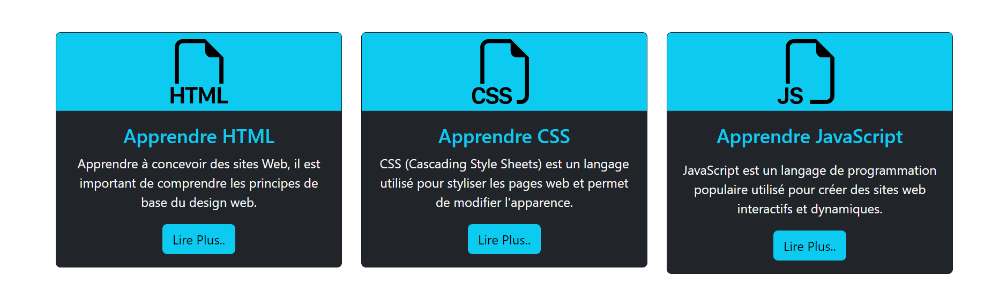 HTML
Apprendre HTML
Apprendre à concevoir des sites Web, il est
important de comprendre les principes de
base du design web.
Lire Plus..
CSS
Apprendre CSS
CSS (Cascading Style Sheets) est un langage
utilisé pour styliser les pages web et permet
de modifier l'apparence.
Lire Plus..
JS
Apprendre JavaScript
JavaScript est un langage de programmation
populaire utilisé pour créer des sites web
interactifs et dynamiques.
Lire Plus..